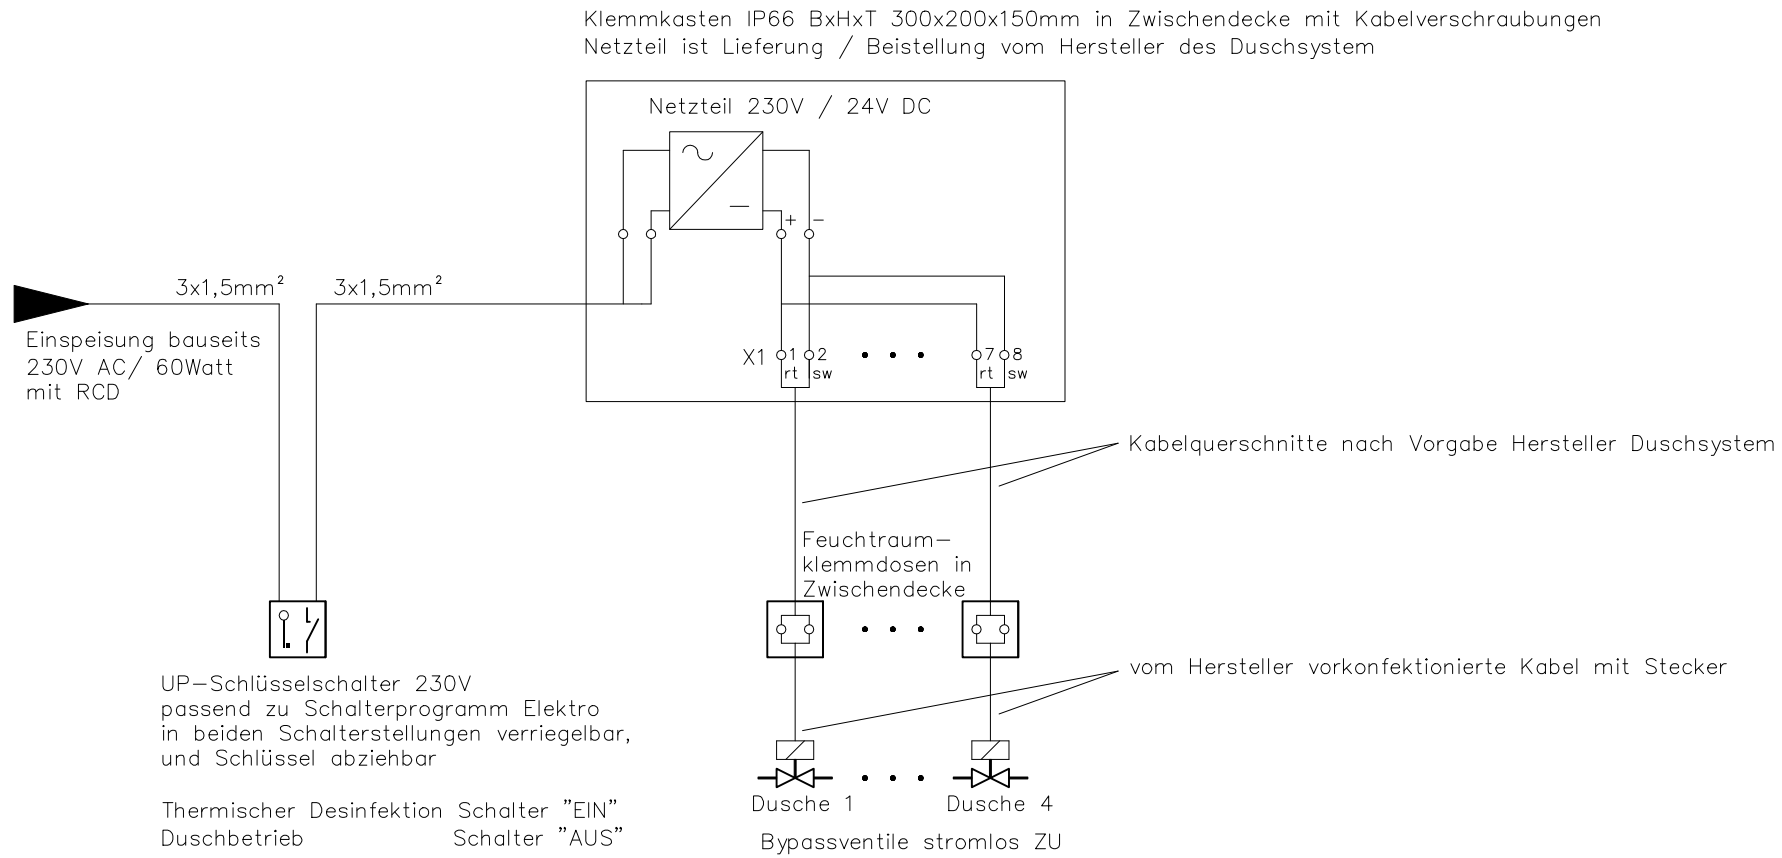 Klemmkasten IP66 BxHxT 300x200x150mm in Zwischendecke mit Kabelverschraubungen
Netzteil ist Lieferung / Beistellung vom Hersteller des Duschsystem
Netzteil 230V / 24V DC
+ −
3x1,5mm² 3x1,5mm²
Einspeisung bauseits
230V AC/ 60Watt
mit RCD
X1 1 2 7 8
rt sw rt sw
Kabelquerschnitte nach Vorgabe Hersteller Duschsystem
Feuchtraum−
klemmdosen in
Zwischendecke
vom Hersteller vorkonfektionierte Kabel mit Stecker
UP−Schlüsselschalter 230V
passend zu Schalterprogramm Elektro
in beiden Schalterstellungen verriegelbar,
und Schlüssel abziehbar
Thermischer Desinfektion Schalter "EIN"
Duschbetrieb Schalter "AUS"
Dusche 1 Dusche 4
Bypassventile stromlos ZU